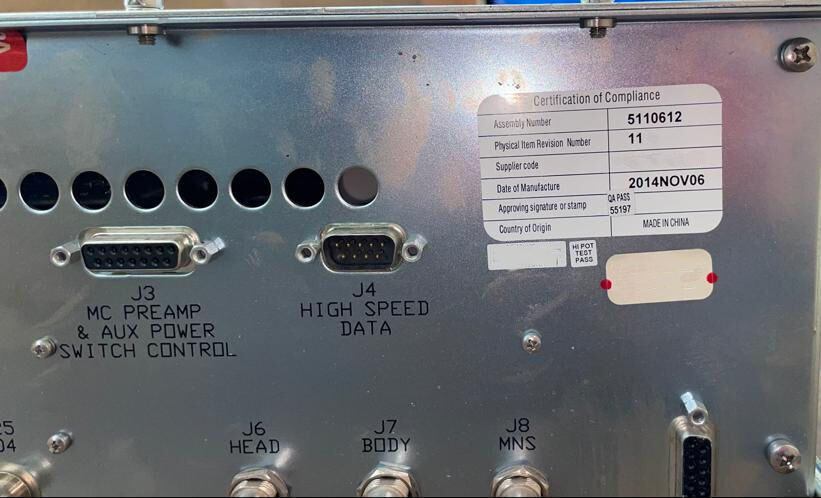 Certification of Compliance
Assembly Number 5110612
Physical Item Revision Number 11
Supplier code
Date of Manufacture 2014NOV06
Approving signature or stamp QA PASS 55197
Country of Origin MADE IN CHINA
HI POT
TEST
PASS
J3
MC PREAMP
& AUX POWER
SWITCH CONTROL
J4
HIGH SPEED
DATA
J6
HEAD
J7
BODY
J8
MNS